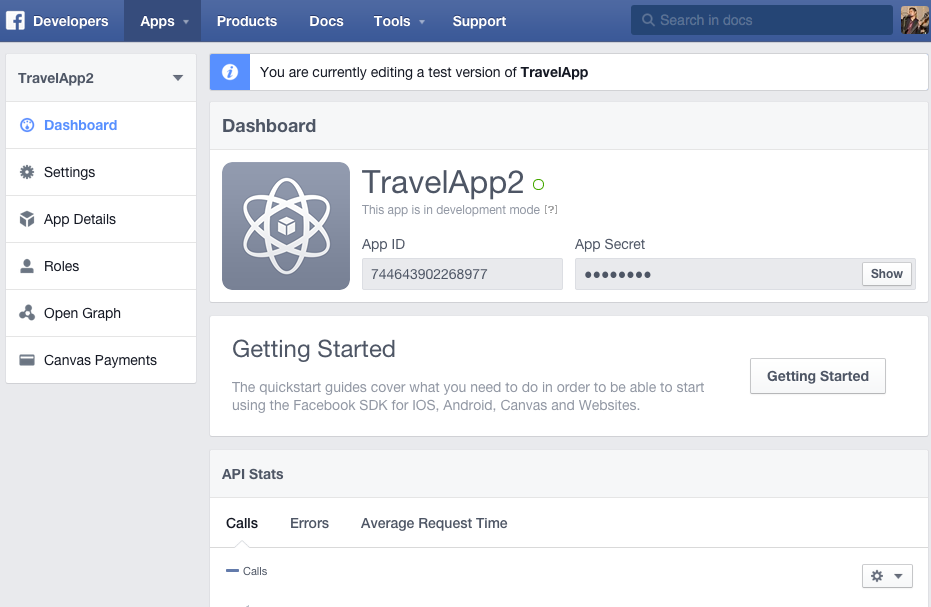 Developers Apps Products Docs Tools Support Search in docs
TravelApp2
Dashboard
Settings
App Details
Roles
Open Graph
Canvas Payments
You are currently editing a test version of TravelApp
Dashboard
TravelApp2
This app is in development mode [?]
App ID App Secret
744643902268977 •••••••• Show
Getting Started
The quickstart guides cover what you need to do in order to be able to start
using the Facebook SDK for IOS, Android, Canvas and Websites.
Getting Started
API Stats
Calls Errors Average Request Time
Calls